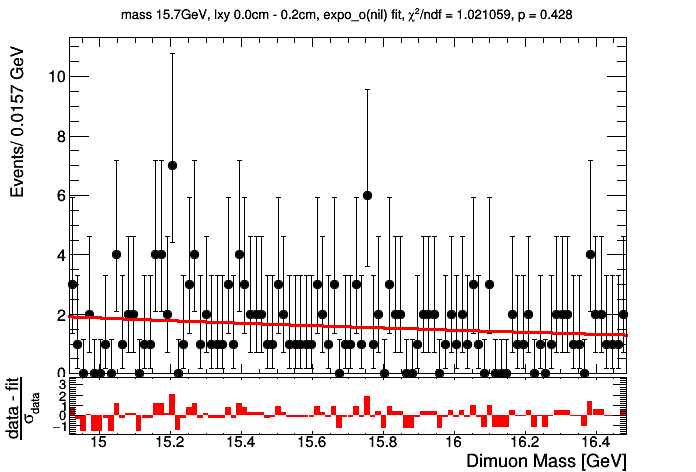 mass 15.7GeV, lxy 0.0cm - 0.2cm, expo_o(nil) fit, χ²/ndf = 1.021059, p = 0.428
Events/ 0.0157 GeV
10
8
6
4
2
0
data - fit
σdata
3
2
1
0
−1
15 15.2 15.4 15.6 15.8 16 16.2 16.4
Dimuon Mass [GeV]